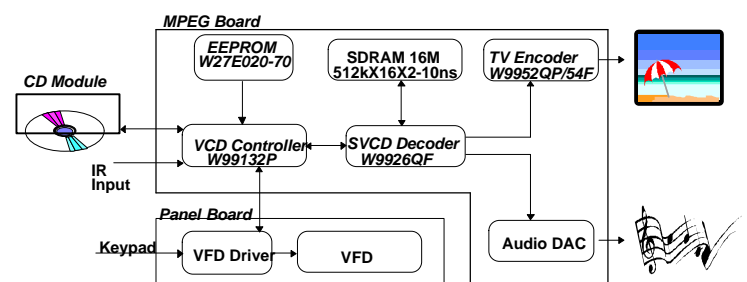 MPEG Board
EEPROM
W27E020-70
SDRAM 16M
512kX16X2-10ns
TV Encoder
W9952QP/54F
CD Module
VCD Controller
W99132P
SVCD Decoder
W9926QF
IR
Input
Panel Board
Keypad
VFD Driver
VFD
Audio DAC